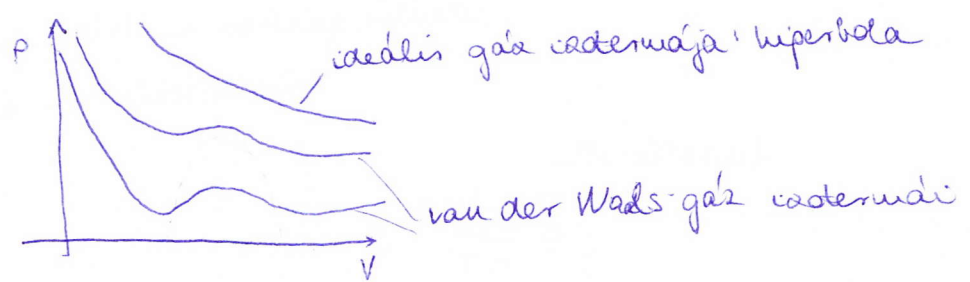 P
ideális gáz izotermája: hiperbola
van der Waals-gáz izotermái
V